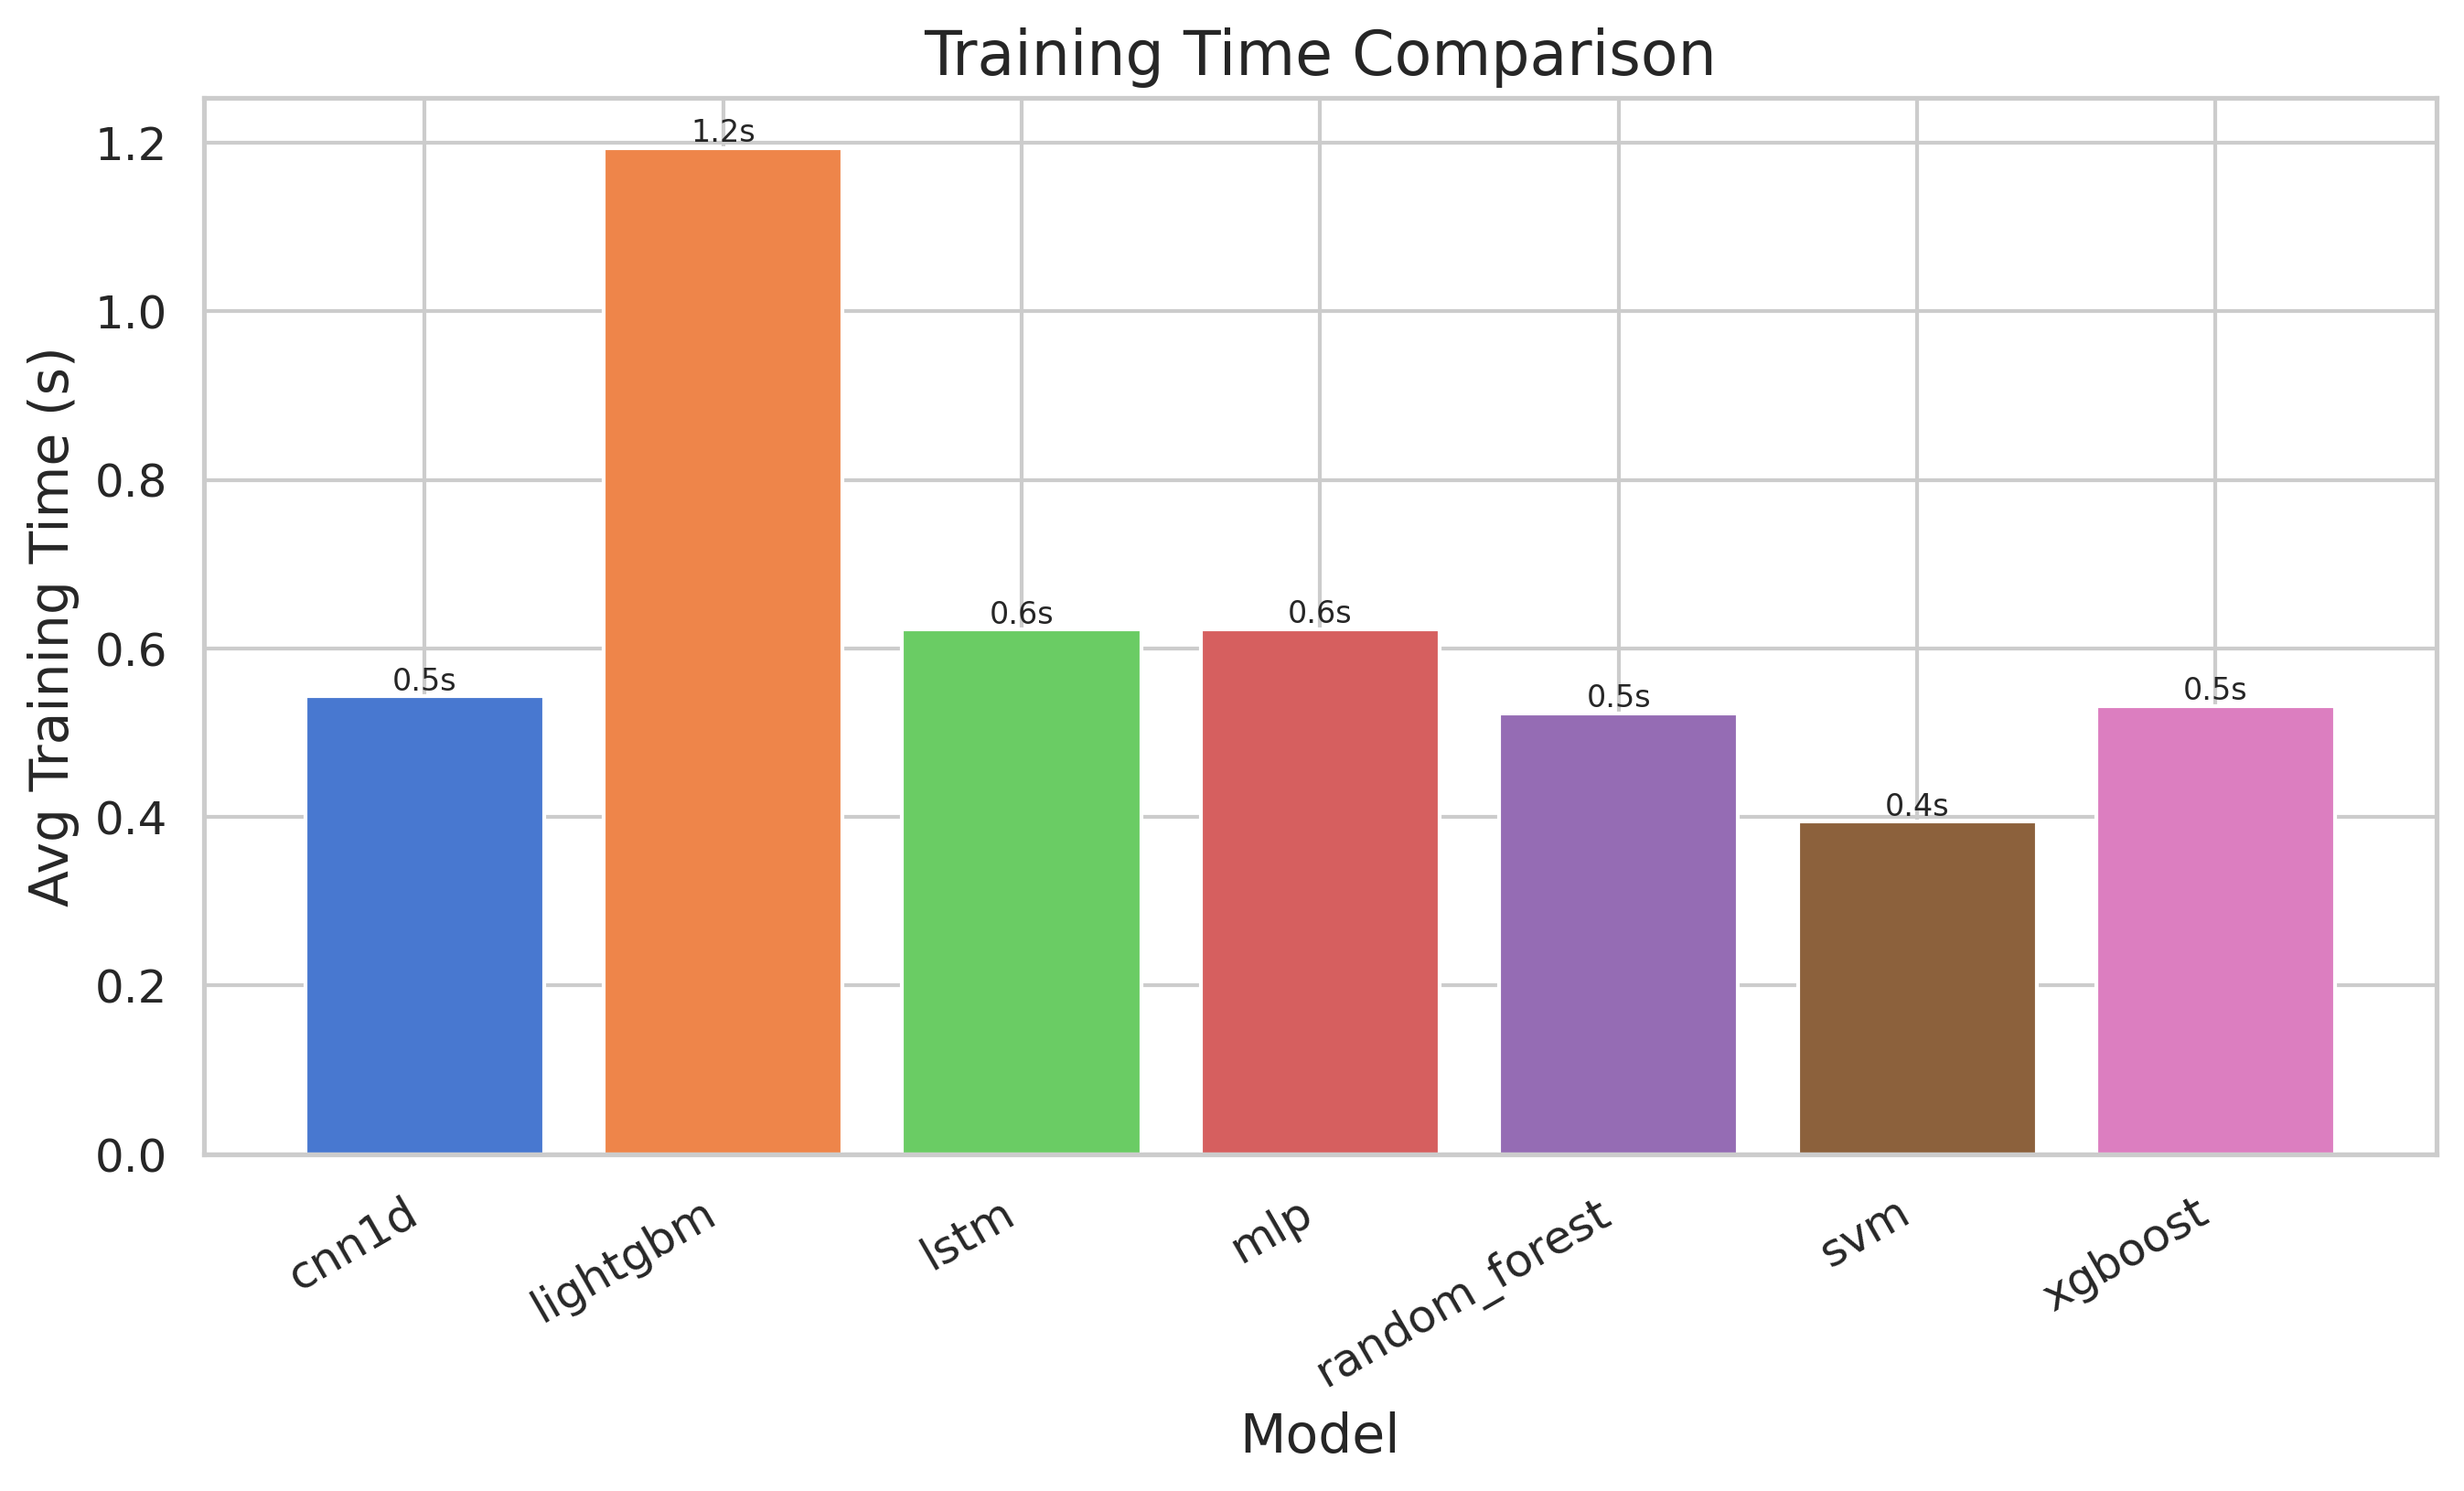 Training Time Comparison
Avg Training Time (s)
1.2
1.0
0.8
0.6
0.4
0.2
0.0
0.5s
1.2s
0.6s
0.6s
0.5s
0.4s
0.5s
cnn1d
lightgbm
lstm
mlp
random_forest
svm
xgboost
Model